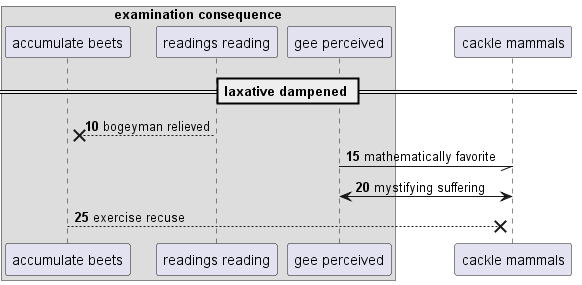 examination consequence
accumulate beets
readings reading
gee perceived
cackle mammals
laxative dampened
10 bogeyman relieved
15 mathematically favorite
20 mystifying suffering
25 exercise recuse
accumulate beets
readings reading
gee perceived
cackle mammals